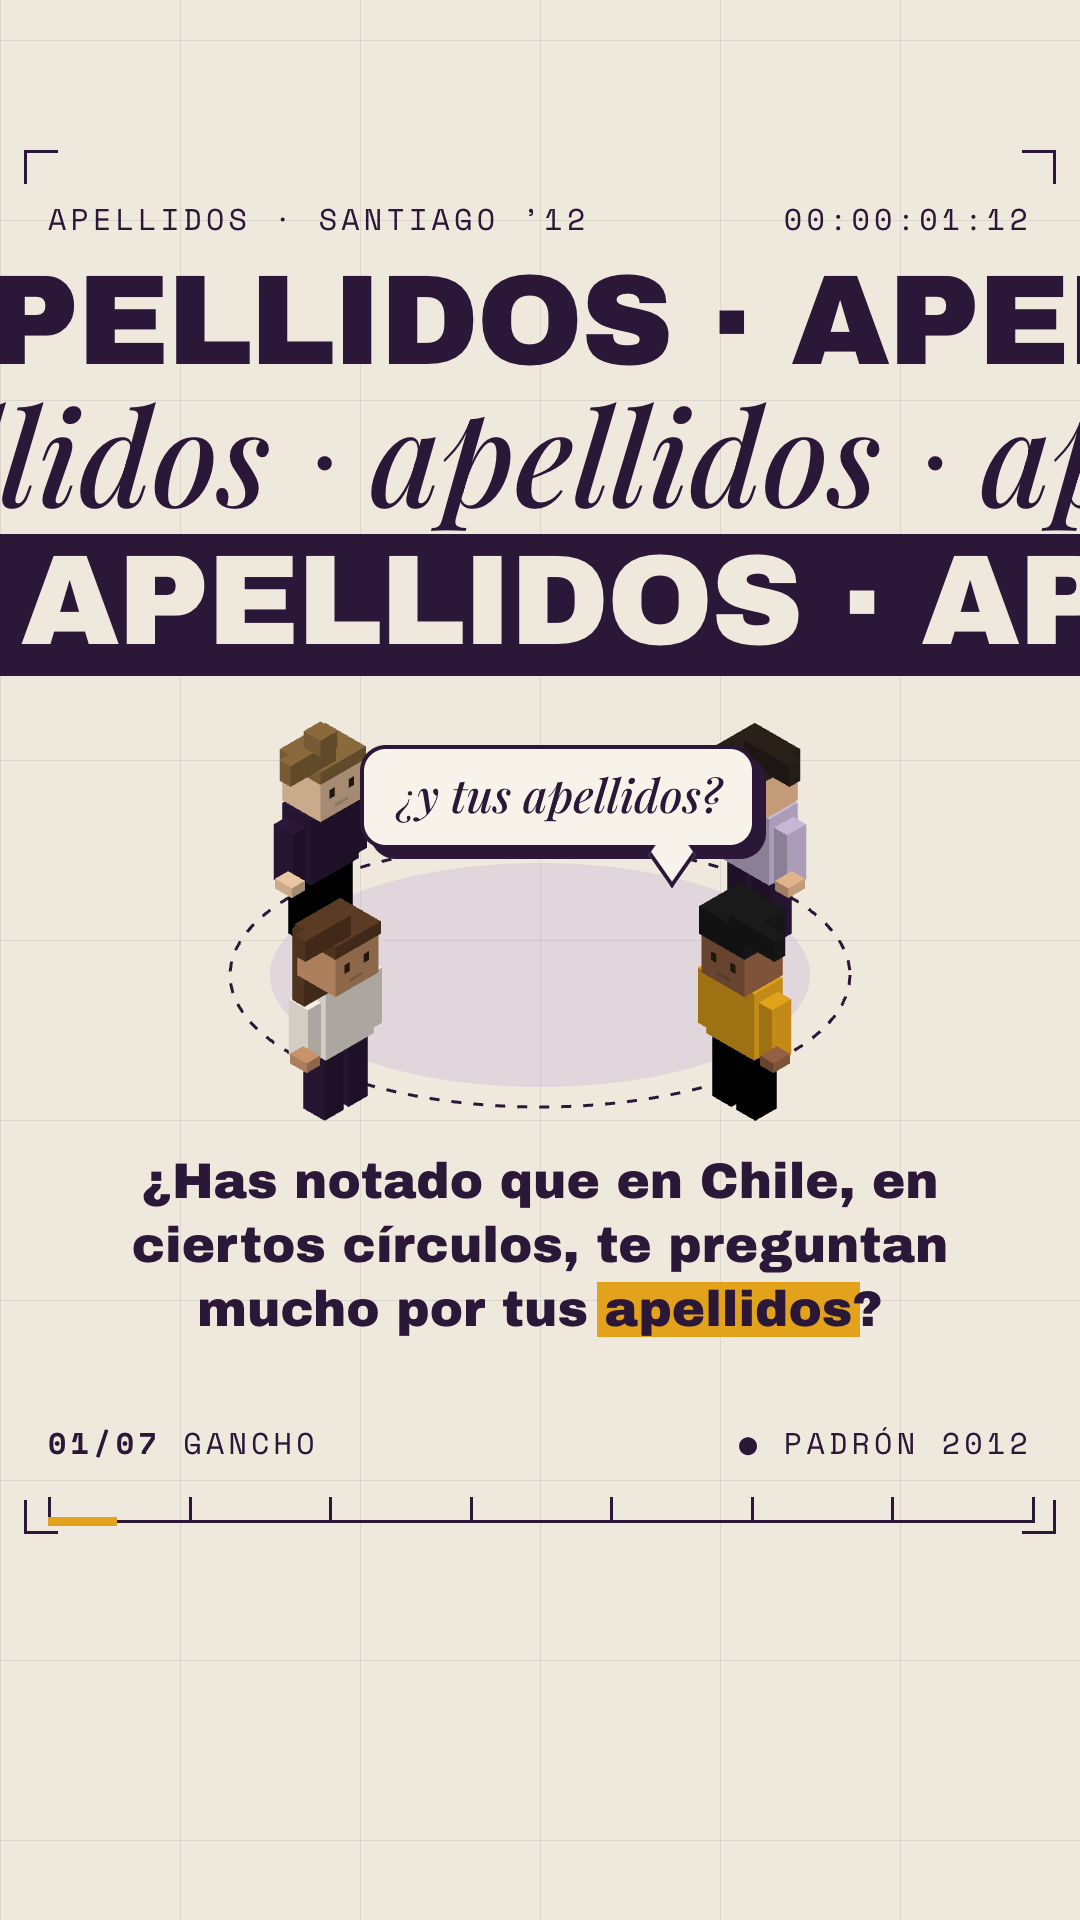 APELLIDOS · SANTIAGO ’12
00:00:01:12
PELLIDOS · APE
llidos · apellidos · ap
APELLIDOS · AP
¿y tus apellidos?
¿Has notado que en Chile, en
ciertos círculos, te preguntan
mucho por tus apellidos?
01/07 GANCHO
● PADRÓN 2012